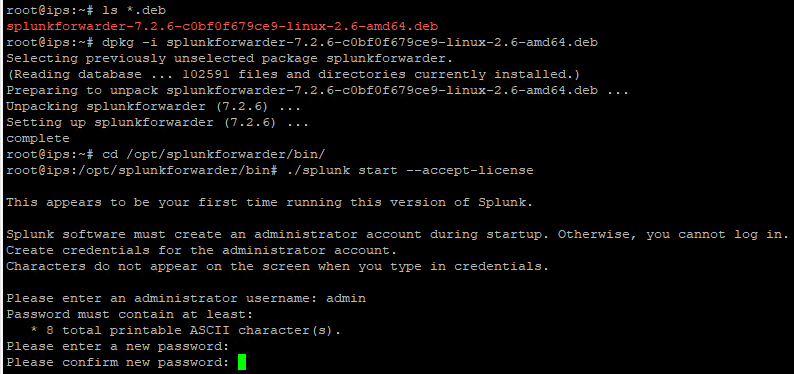 root@ips:~# ls *.deb
splunkforwarder-7.2.6-c0bf0f679ce9-linux-2.6-amd64.deb
root@ips:~# dpkg -i splunkforwarder-7.2.6-c0bf0f679ce9-linux-2.6-amd64.deb
Selecting previously unselected package splunkforwarder.
(Reading database ... 102591 files and directories currently installed.)
Preparing to unpack splunkforwarder-7.2.6-c0bf0f679ce9-linux-2.6-amd64.deb ...
Unpacking splunkforwarder (7.2.6) ...
Setting up splunkforwarder (7.2.6) ...
complete
root@ips:~# cd /opt/splunkforwarder/bin/
root@ips:/opt/splunkforwarder/bin# ./splunk start --accept-license
This appears to be your first time running this version of Splunk.
Splunk software must create an administrator account during startup. Otherwise, you cannot log in.
Create credentials for the administrator account.
Characters do not appear on the screen when you type in credentials.
Please enter an administrator username: admin
Password must contain at least:
   * 8 total printable ASCII character(s).
Please enter a new password:
Please confirm new password: